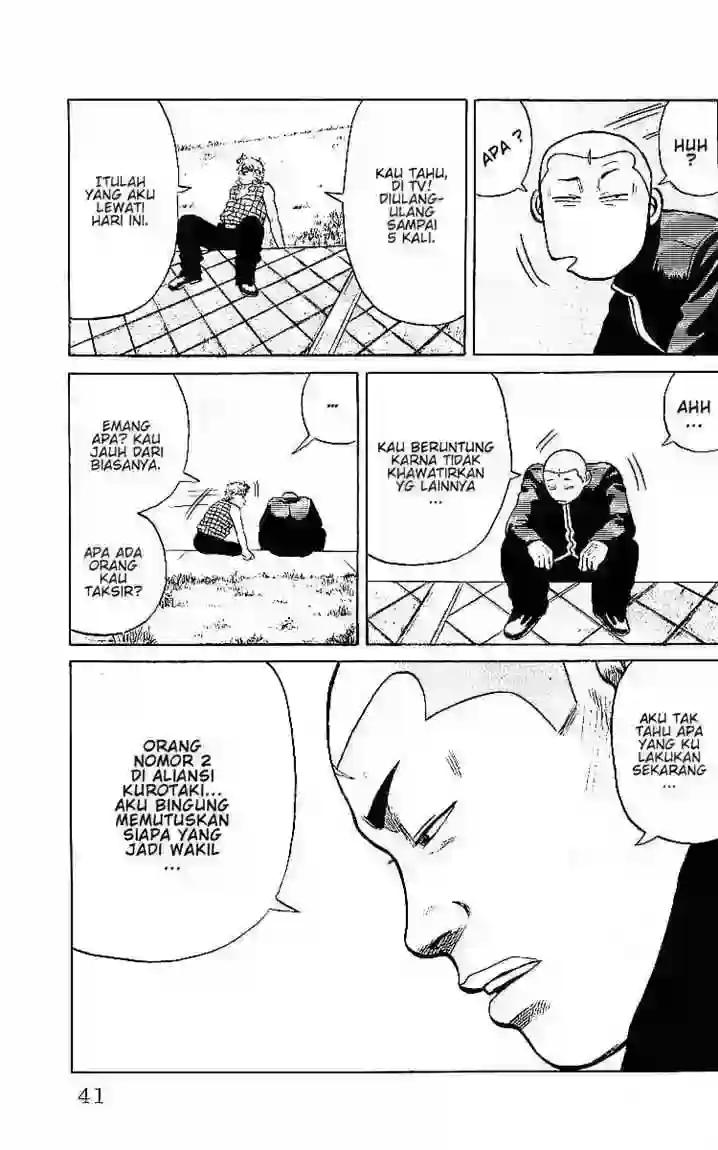 HUH
?
APA ?
KAU TAHU,
DI TV!
DIULANG-
ULANG
SAMPAI
5 KALI.
ITULAH
YANG AKU
LEWATI
HARI INI.
AHH
...
KAU BERUNTUNG
KARNA TIDAK
KHAWATIRKAN
YG LAINNYA
...
...
EMANG
APA? KAU
JAUH DARI
BIASANYA.
APA ADA
ORANG
KAU
TAKSIR?
AKU TAK
TAHU APA
YANG KU
LAKUKAN
SEKARANG
...
ORANG
NOMOR 2
DI ALIANSI
KUROTAKI...
AKU BINGUNG
MEMUTUSKAN
SIAPA YANG
JADI WAKIL
...
41